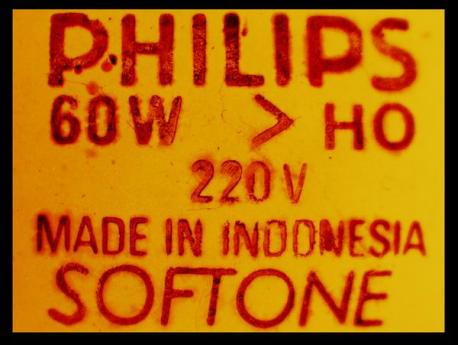 PHILIPS
60W > HO
220V
MADE IN INDONESIA
SOFTONE